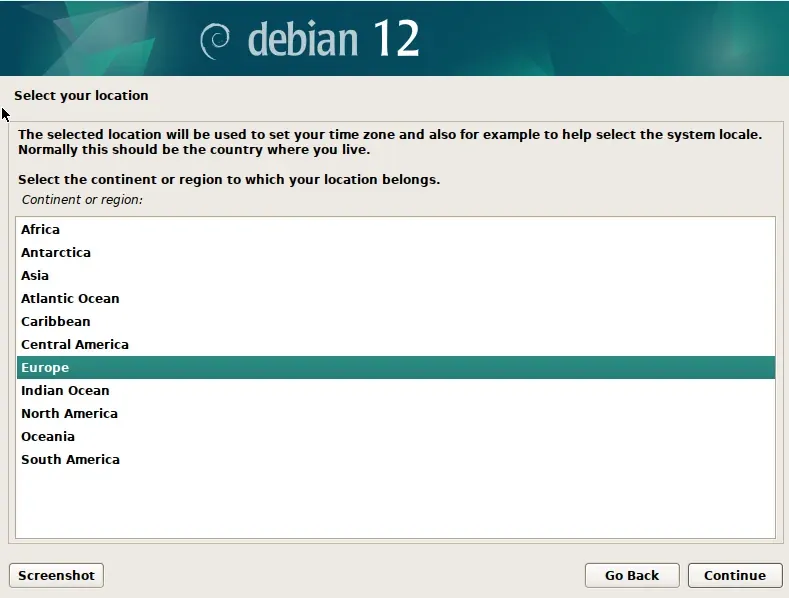 debian 12
Select your location
The selected location will be used to set your time zone and also for example to help select the system locale.
Normally this should be the country where you live.
Select the continent or region to which your location belongs.
Continent or region:
Africa
Antarctica
Asia
Atlantic Ocean
Caribbean
Central America
Europe
Indian Ocean
North America
Oceania
South America
Screenshot
Go Back
Continue